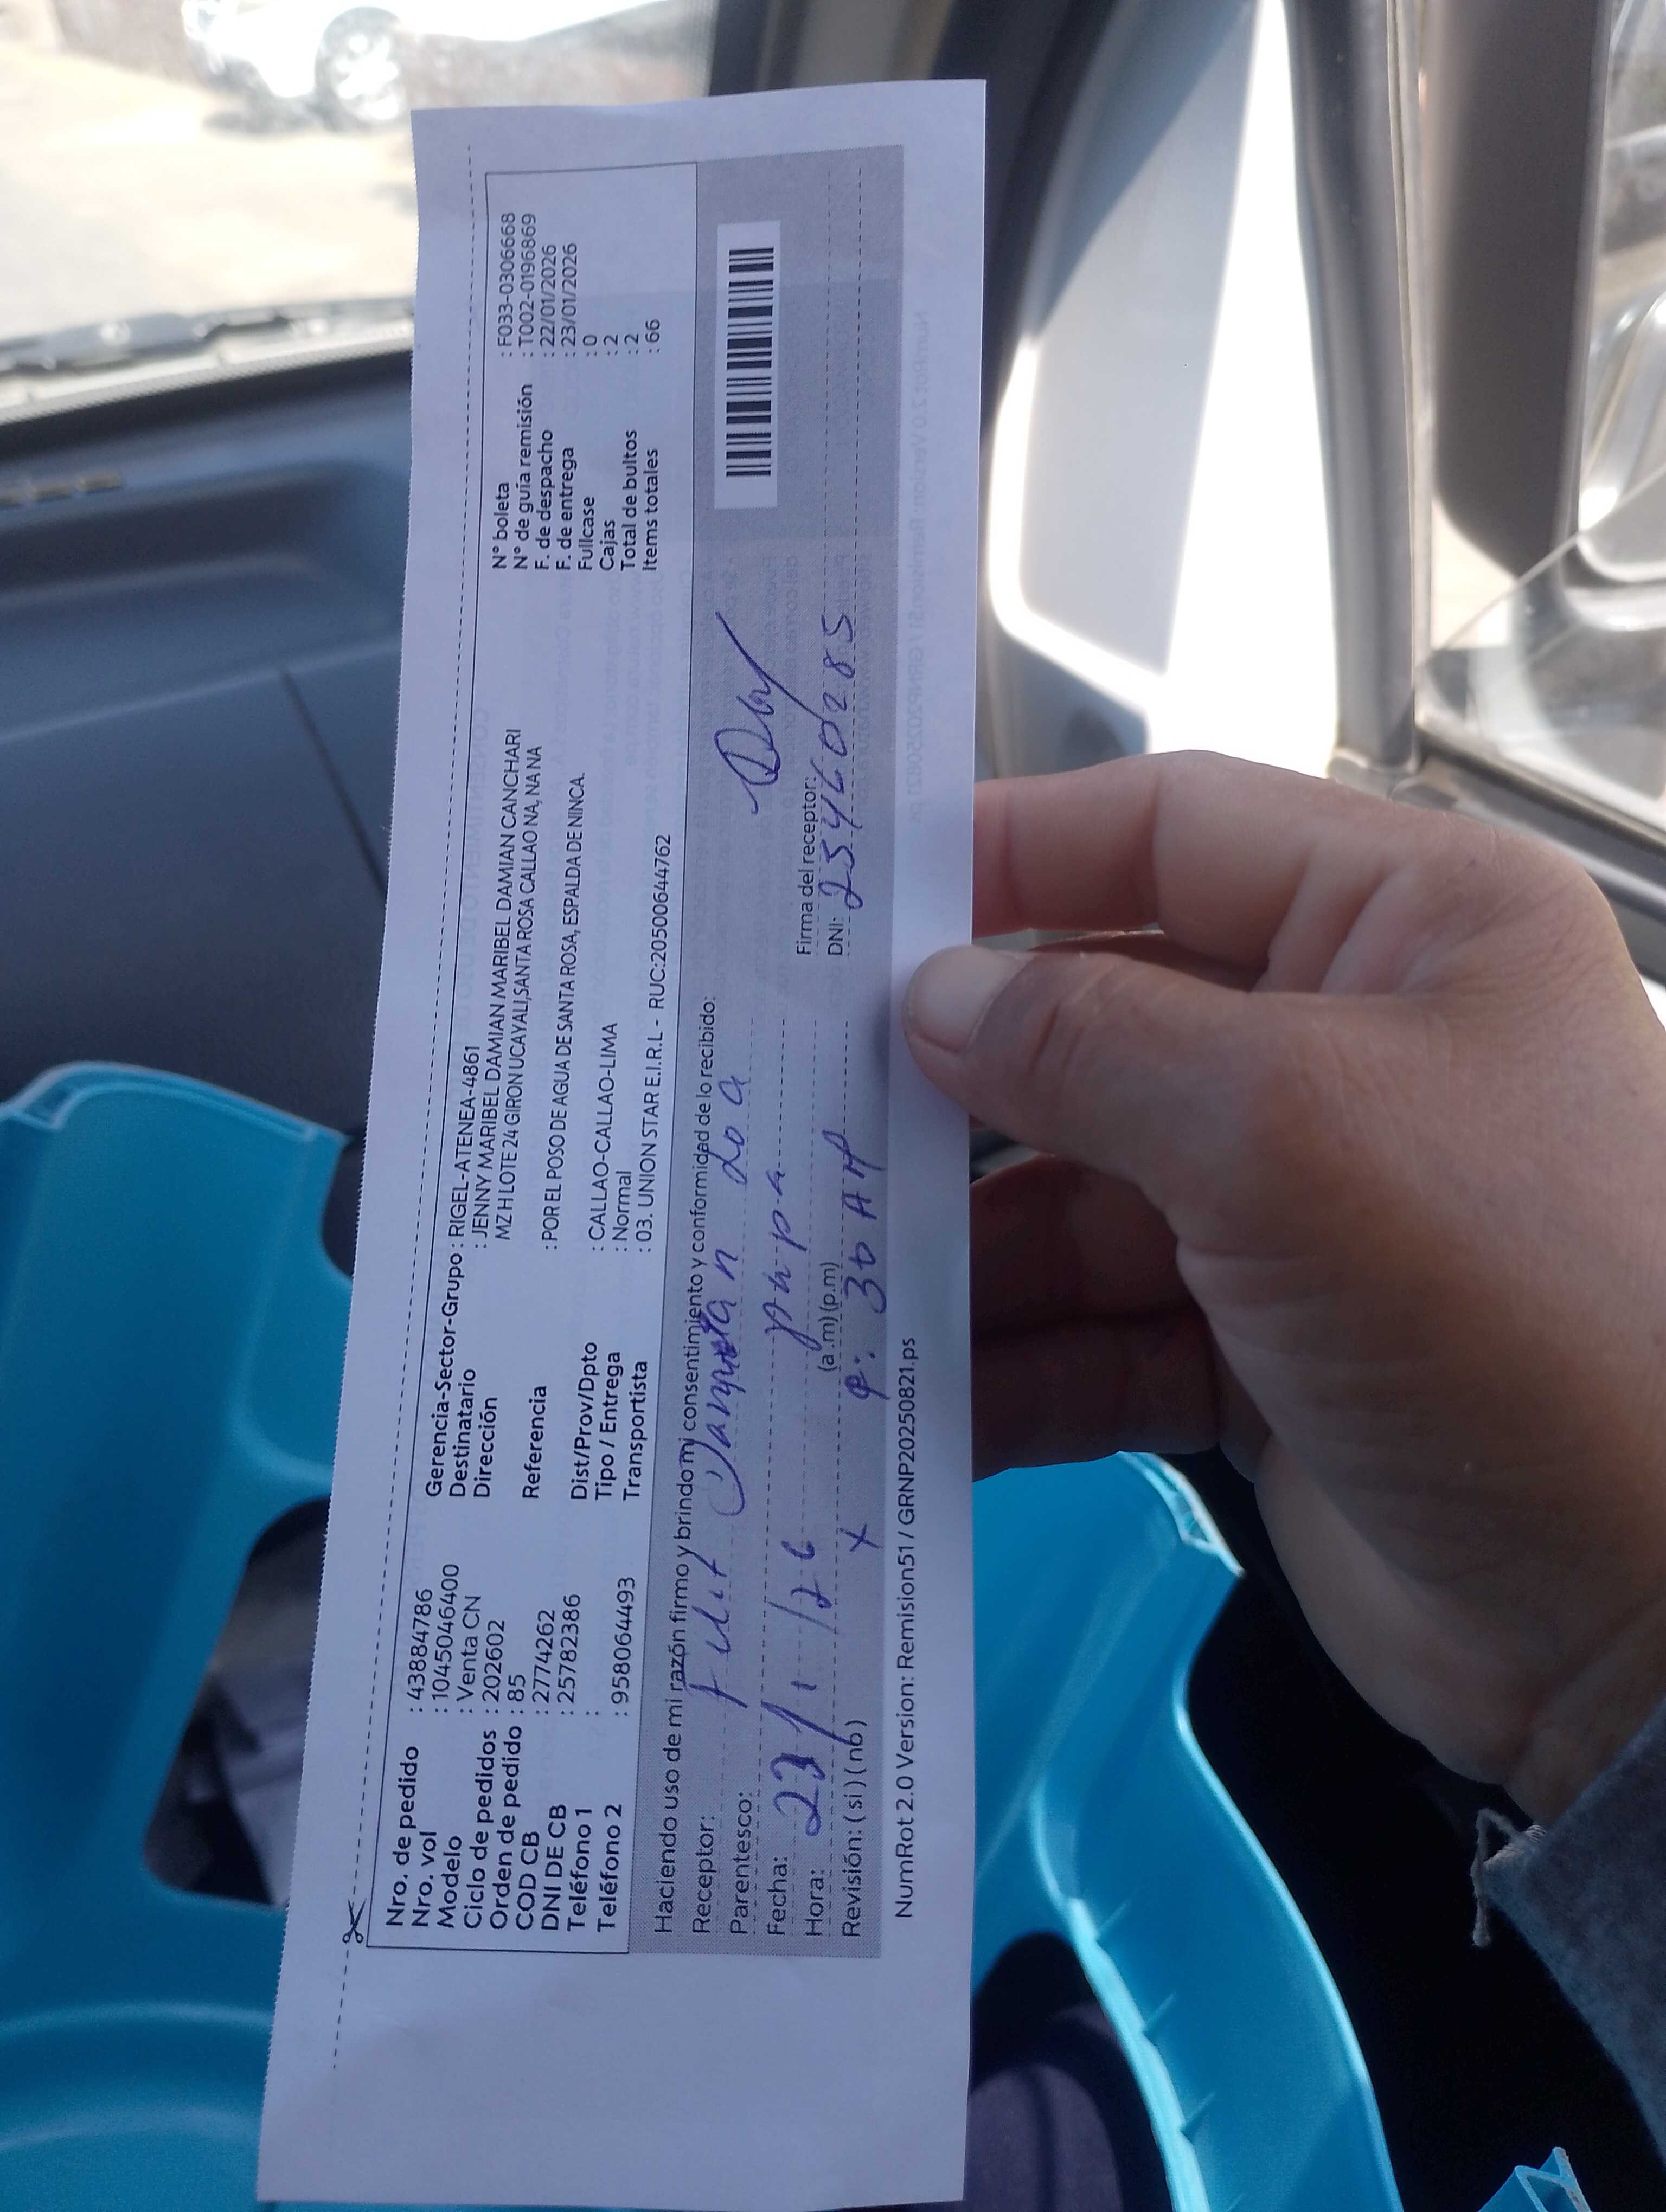 Nro. de pedido : 43884786
Nro. vol : 1045046400
Modelo : Venta CN
Ciclo de pedidos : 202602
Orden de pedido : 85
COD CB : 2774262
DNI DE CB : 25782386
Teléfono 1 :
Teléfono 2 : 958064493
Gerencia-Sector-Grupo : RIGEL-ATENEA-4861
Destinatario : JENNY MARIBEL DAMIAN MARIBEL DAMIAN CANCHARI
Dirección MZ H LOTE 24 GIRON UCAYALI,SANTA ROSA CALLAO NA, NA NA
Referencia : POR EL POSO DE AGUA DE SANTA ROSA, ESPALDA DE NINCA.
Dist/Prov/Dpto : CALLAO-CALLAO-LIMA
Tipo / Entrega : Normal
Transportista : 03. UNION STAR E.I.R.L - RUC:20500644762
N° boleta : F033-0306668
N° de guía remisión : T002-0196869
F. de despacho : 22/01/2026
F. de entrega : 23/01/2026
Fullcase : 0
Cajas : 2
Total de bultos : 2
Items totales : 66
Haciendo uso de mi razón firmo y brindo mi consentimiento y conformidad de lo recibido:
Receptor:
Parentesco: papa
Fecha: 23/1/26
Hora: (a.m) (p.m) 9:30 AM
Revisión: (si) (no) X
Firma del receptor:
DNI: 25460285
NumRot 2.0 Version: Remision51 / GRNP20250821.ps